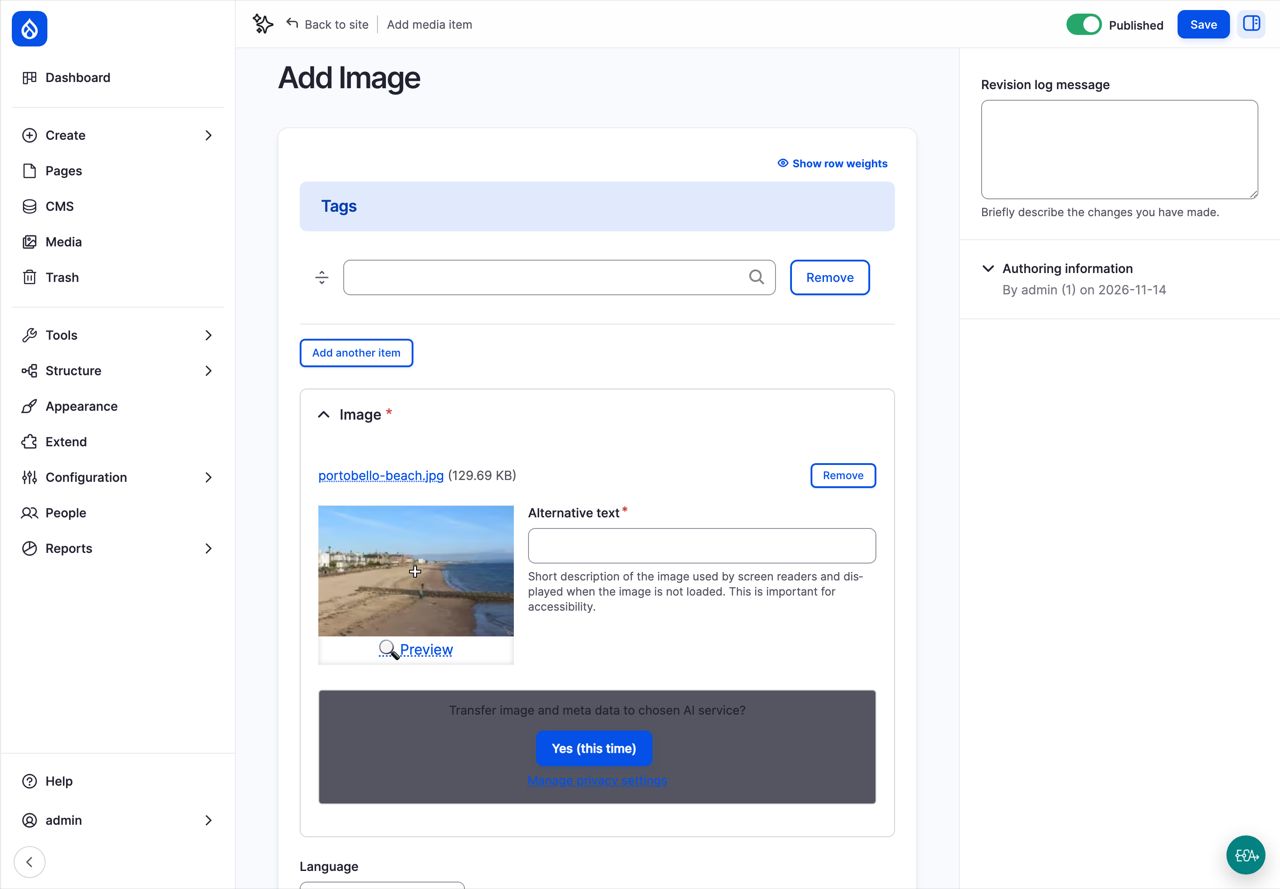 Back to site
Add media item
Published
Save
Dashboard
Create
Pages
CMS
Media
Trash
Tools
Structure
Appearance
Extend
Configuration
People
Reports
Help
admin
Add Image
Show row weights
Tags
Remove
Add another item
Image *
portobello-beach.jpg (129.69 KB)
Remove
Alternative text *
Short description of the image used by screen readers and dis-
played when the image is not loaded. This is important for
accessibility.
Preview
Transfer image and meta data to chosen AI service?
Yes (this time)
Manage privacy settings
Language
Revision log message
Briefly describe the changes you have made.
Authoring information
By admin (1) on 2026-11-14
ECA